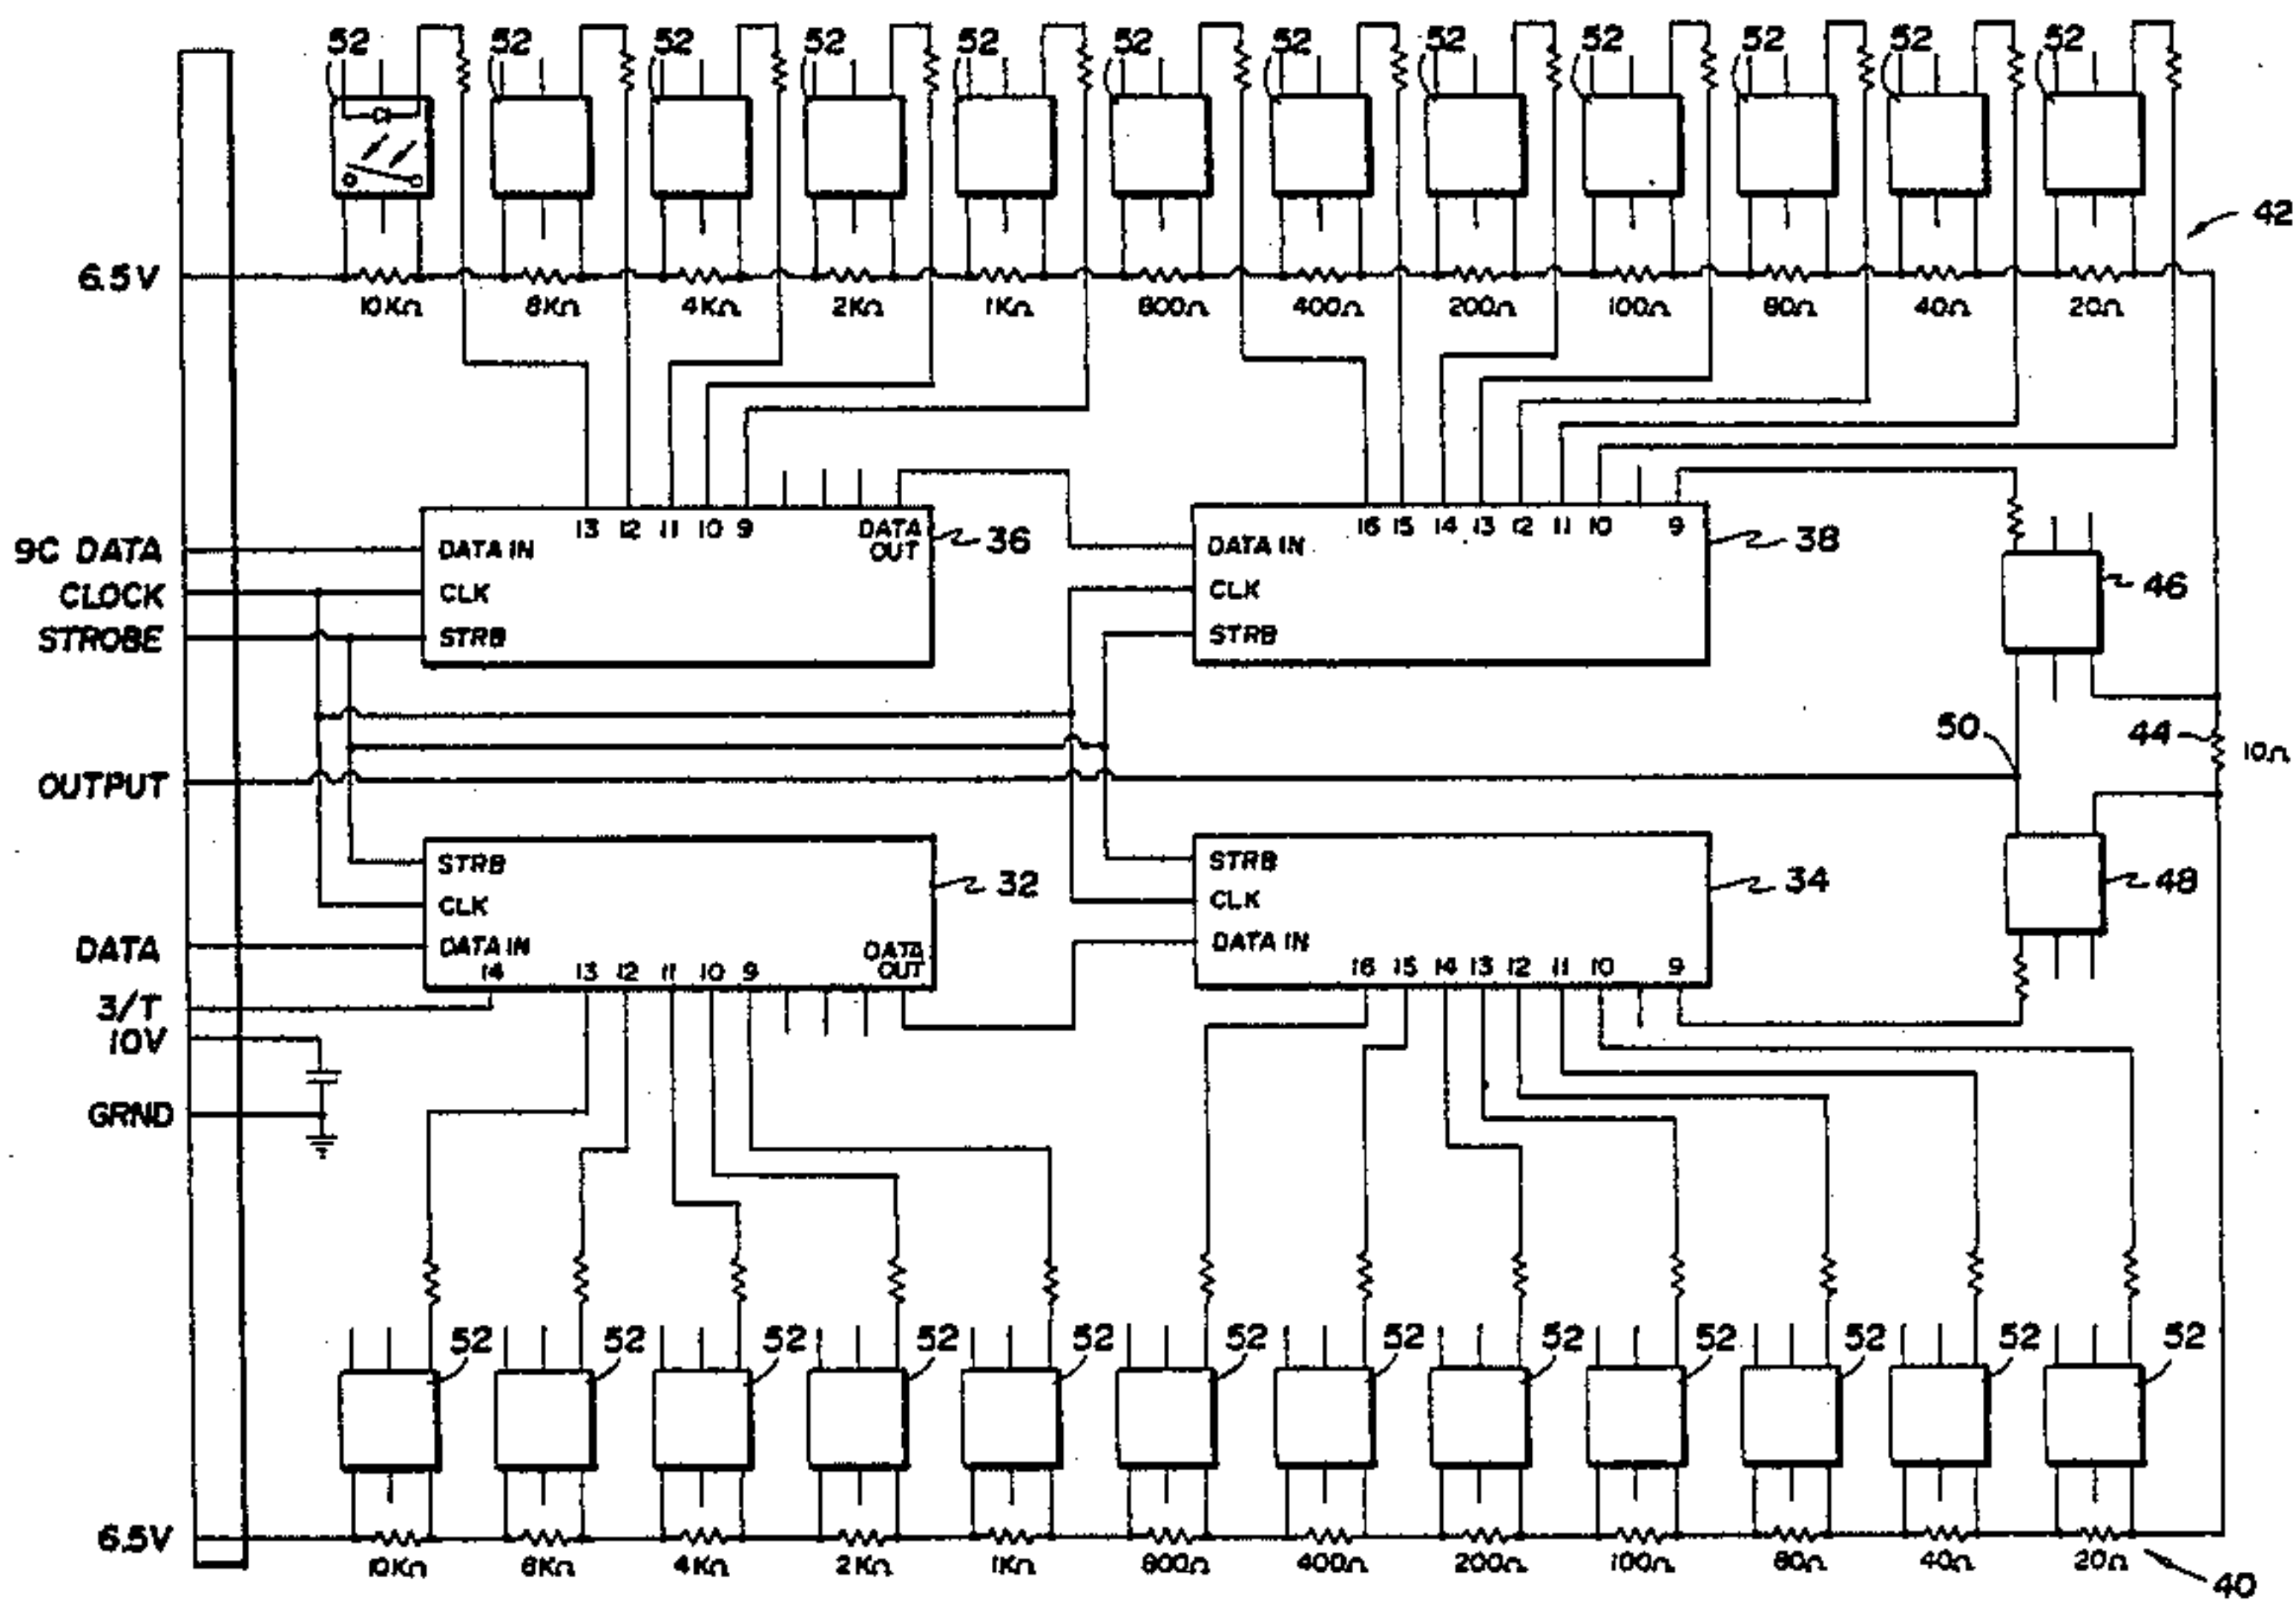 52 52 52 52 52 52 52 52 52 52 52 52
42
6.5V
10KΩ 8KΩ 4KΩ 2KΩ 1KΩ 800Ω 400Ω 200Ω 100Ω 80Ω 40Ω 20Ω
13 12 11 10 9 DATA OUT
16 15 14 13 12 11 10 9
36
38
9C DATA
DATA IN
DATA IN
CLOCK
CLK
CLK
46
STROBE
STRB
STRB
50
44
10Ω
OUTPUT
STRB
STRB
32
34
48
CLK
CLK
DATA
DATA IN
DATA OUT
DATA IN
14 13 12 11 10 9
16 15 14 13 12 11 10 9
3/T
10V
GRND
52 52 52 52 52 52 52 52 52 52 52 52
6.5V
10KΩ 8KΩ 4KΩ 2KΩ 1KΩ 800Ω 400Ω 200Ω 100Ω 80Ω 40Ω 20Ω
40